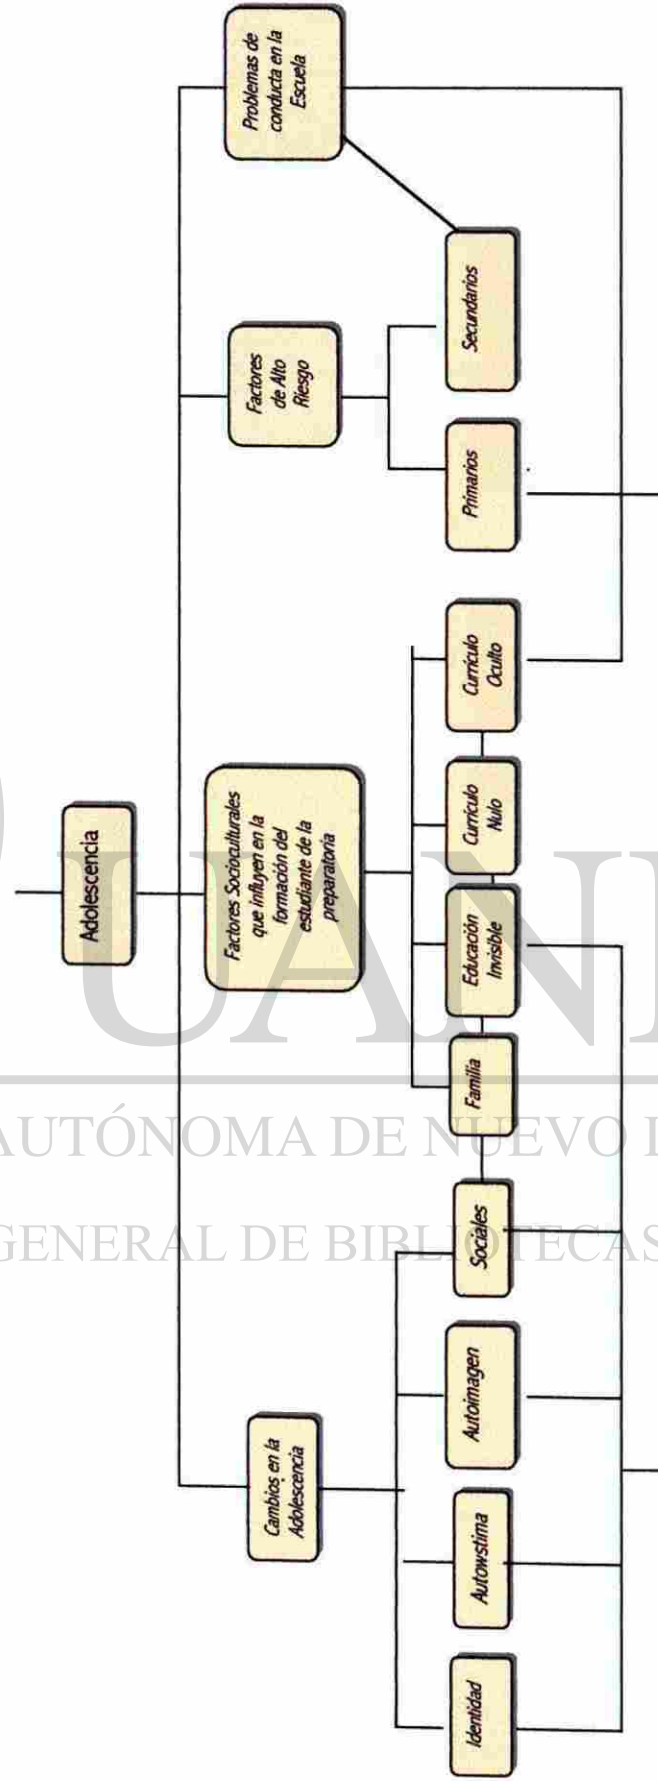 Adolescencia
Cambios en la
Adolescencia
Factores Socioculturales
que influyen en la
formación del
estudiante de la
preparatoria
Factores
de Alto
Riesgo
Problemas de
conducta en la
Escuela
Identidad
Autowstima
Autoimagen
Sociales
Familia
Educación
Invisible
Currículo
Nulo
Currículo
Oculto
Primarios
Secundarios
UANL
AUTÓNOMA DE NUEVO L
GENERAL DE BIBLIOTECAS